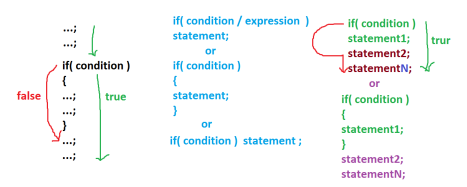 ...;
...;
if( condition )
{
false
true
...;
...;
}
...;
...;
if( condition / expression )
statement;
or
if( condition )
{
statement;
}
or
if( condition ) statement ;
if( condition )
statement1;
trur
statement2;
statementN;
or
if( condition )
{
statement1;
}
statement2;
statementN;